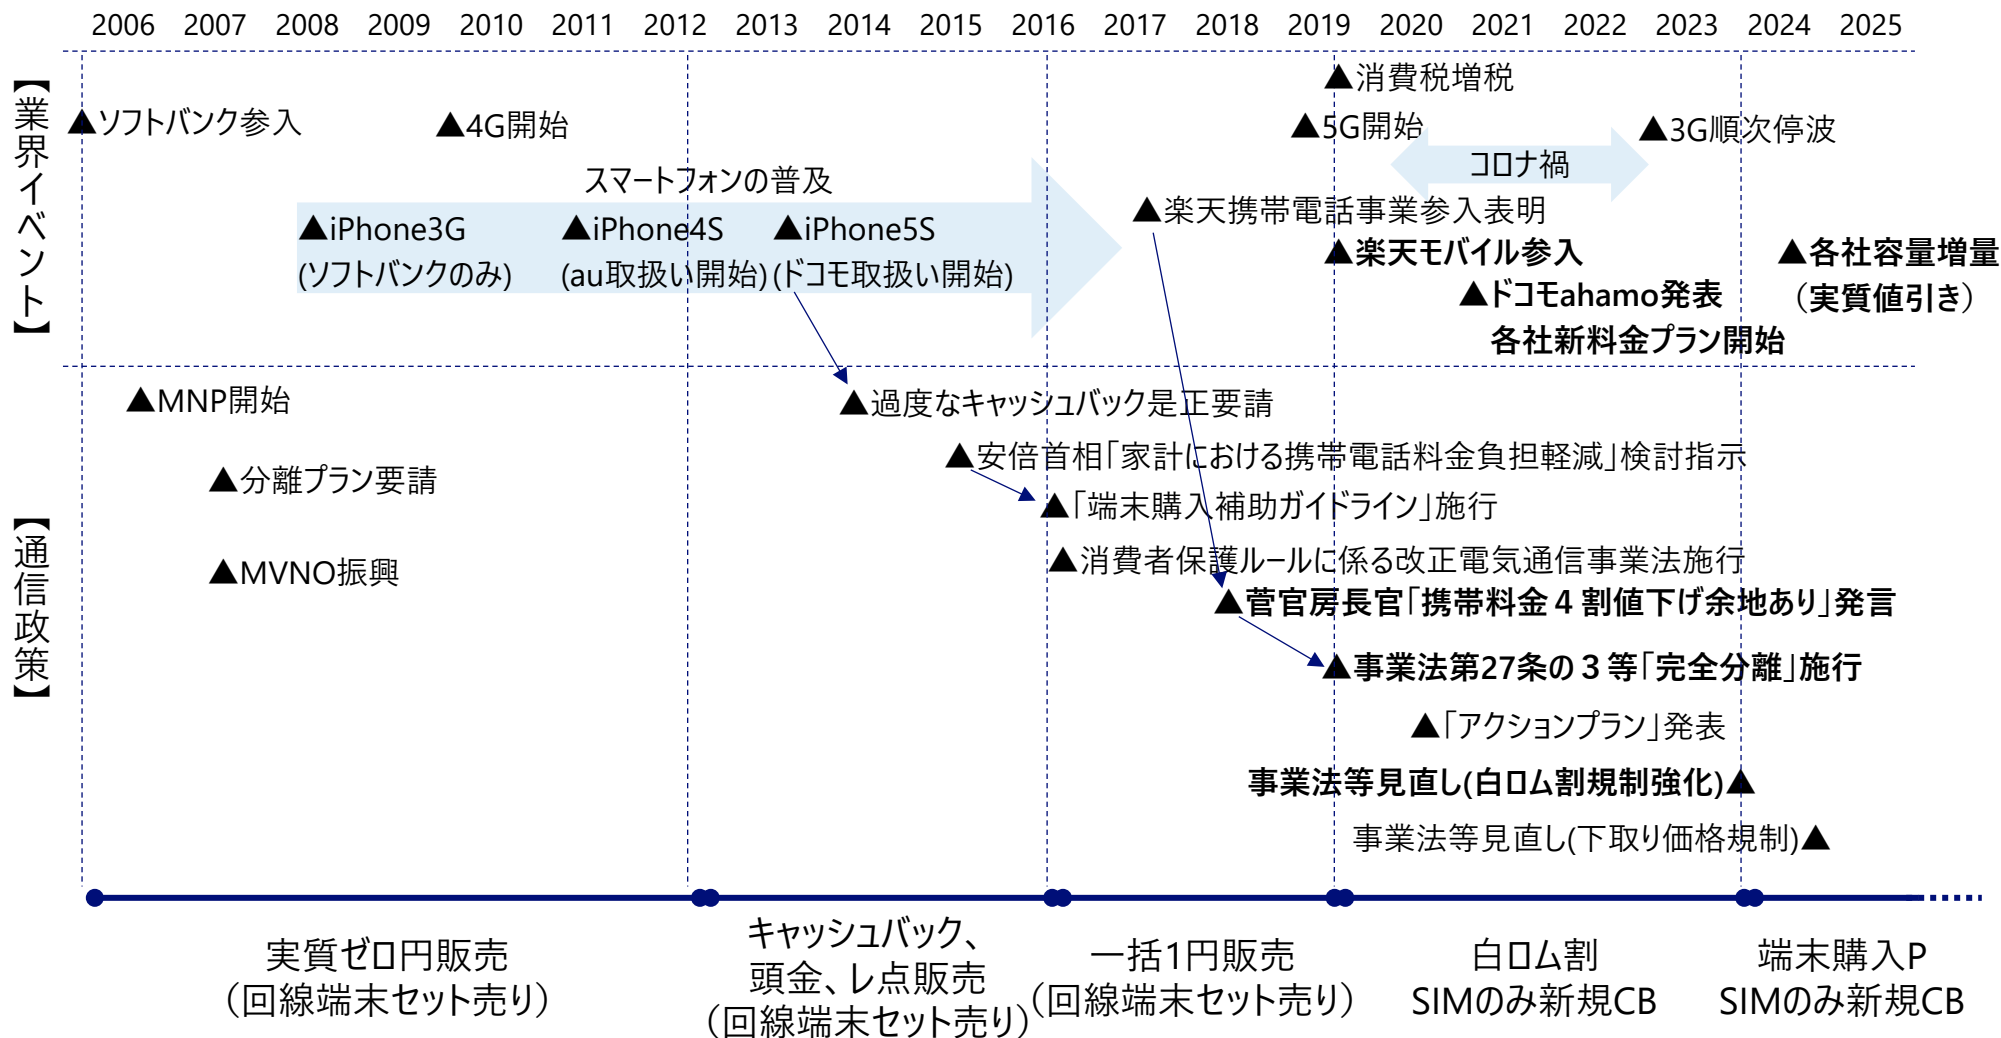 2006 2007 2008 2009 2010 2011 2012 2013 2014 2015 2016 2017 2018 2019 2020 2021 2022 2023 2024 2025
【業界イベント】
▲消費税増税
▲ソフトバンク参入
▲4G開始
▲5G開始
▲3G順次停波
コロナ禍
スマートフォンの普及
▲iPhone3G
(ソフトバンクのみ)
▲iPhone4S
(au取扱い開始)
▲iPhone5S
(ドコモ取扱い開始)
▲楽天携帯電話事業参入表明
▲楽天モバイル参入
▲各社容量増量
（実質値引き）
▲ドコモahamo発表
各社新料金プラン開始
【通信政策】
▲MNP開始
▲過度なキャッシュバック是正要請
▲安倍首相「家計における携帯電話料金負担軽減」検討指示
▲分離プラン要請
▲「端末購入補助ガイドライン」施行
▲消費者保護ルールに係る改正電気通信事業法施行
▲MVNO振興
▲菅官房長官「携帯料金４割値下げ余地あり」発言
▲事業法第27条の３等「完全分離」施行
▲「アクションプラン」発表
事業法等見直し(白ロム割規制強化)▲
事業法等見直し(下取り価格規制)▲
実質ゼロ円販売
（回線端末セット売り）
キャッシュバック、
頭金、レ点販売
（回線端末セット売り）
一括1円販売
（回線端末セット売り）
白ロム割
SIMのみ新規CB
端末購入P
SIMのみ新規CB